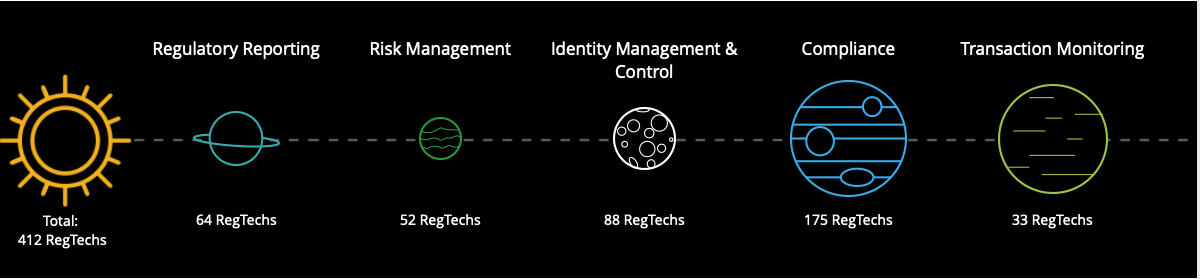 Regulatory Reporting
Risk Management
Identity Management &
Control
Compliance
Transaction Monitoring
Total:
412 RegTechs
64 RegTechs
52 RegTechs
88 RegTechs
175 RegTechs
33 RegTechs